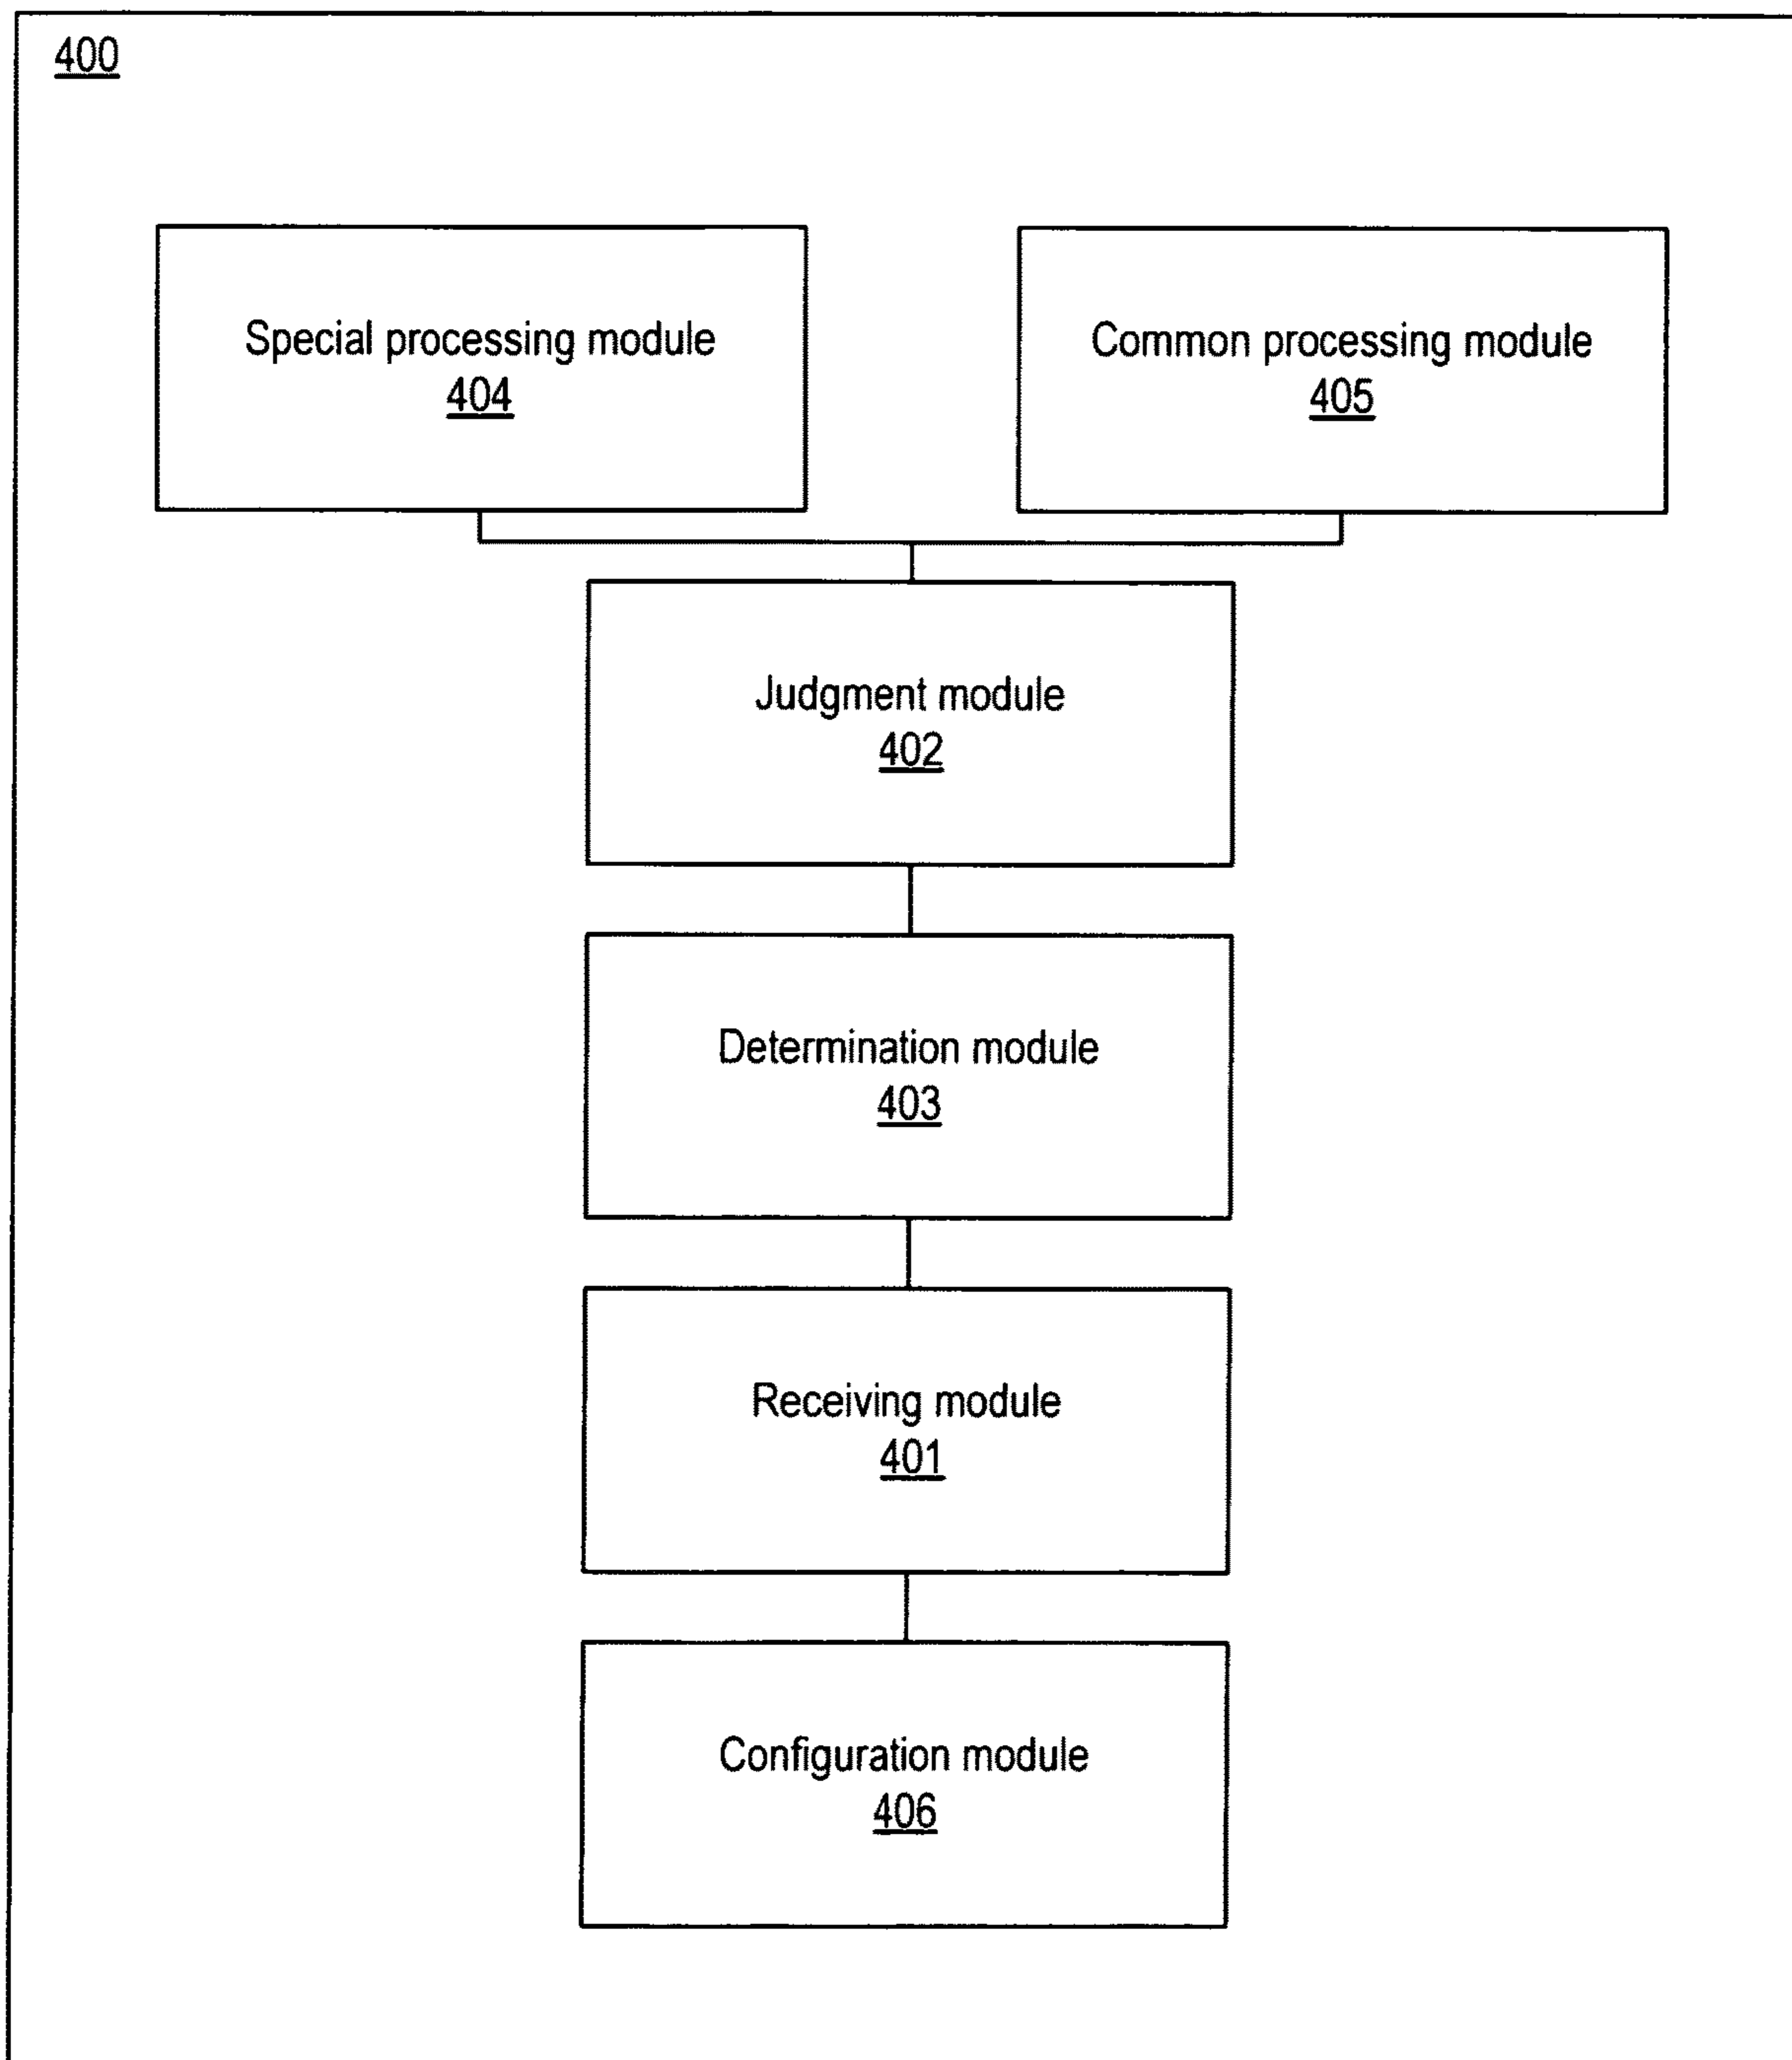 400
Special processing module
404
Common processing module
405
Judgment module
402
Determination module
403
Receiving module
401
Configuration module
406